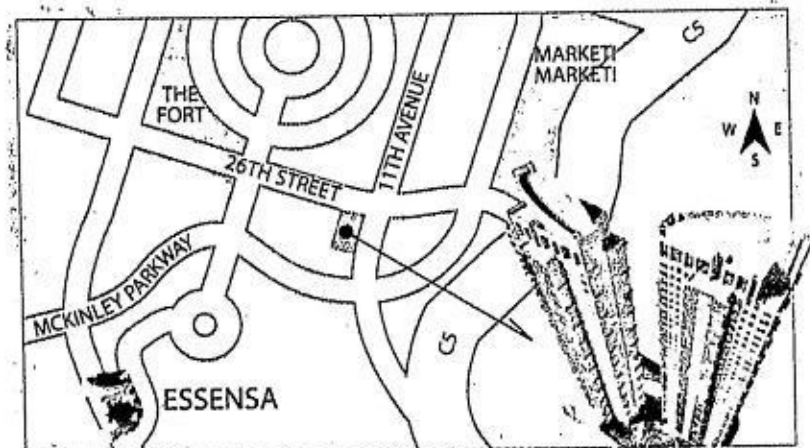 MARKET!
MARKET!
C5
THE
FORT
11TH AVENUE
N
W E
S
26TH STREET
MCKINLEY PARKWAY
C5
ESSENSA